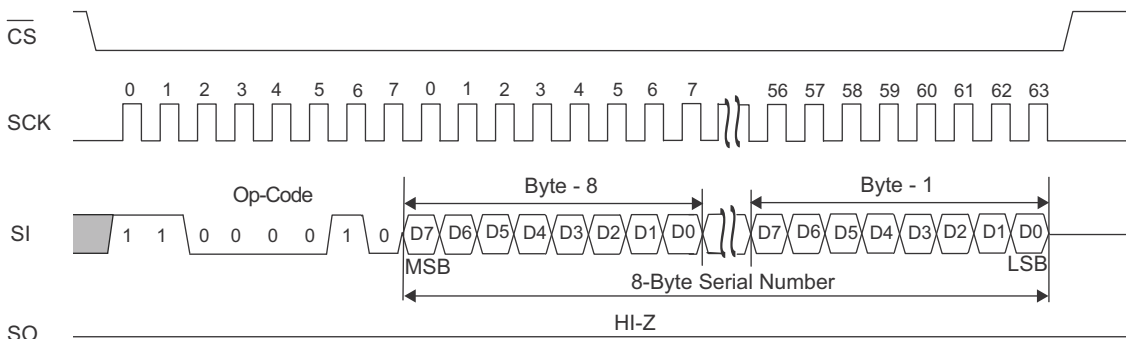 CS
0 1 2 3 4 5 6 7 0 1 2 3 4 5 6 7 56 57 58 59 60 61 62 63
SCK
Op-Code Byte - 8 Byte - 1
SI 1 1 0 0 0 0 1 0 D7 D6 D5 D4 D3 D2 D1 D0 D7 D6 D5 D4 D3 D2 D1 D0
MSB LSB
8-Byte Serial Number
HI-Z
SO